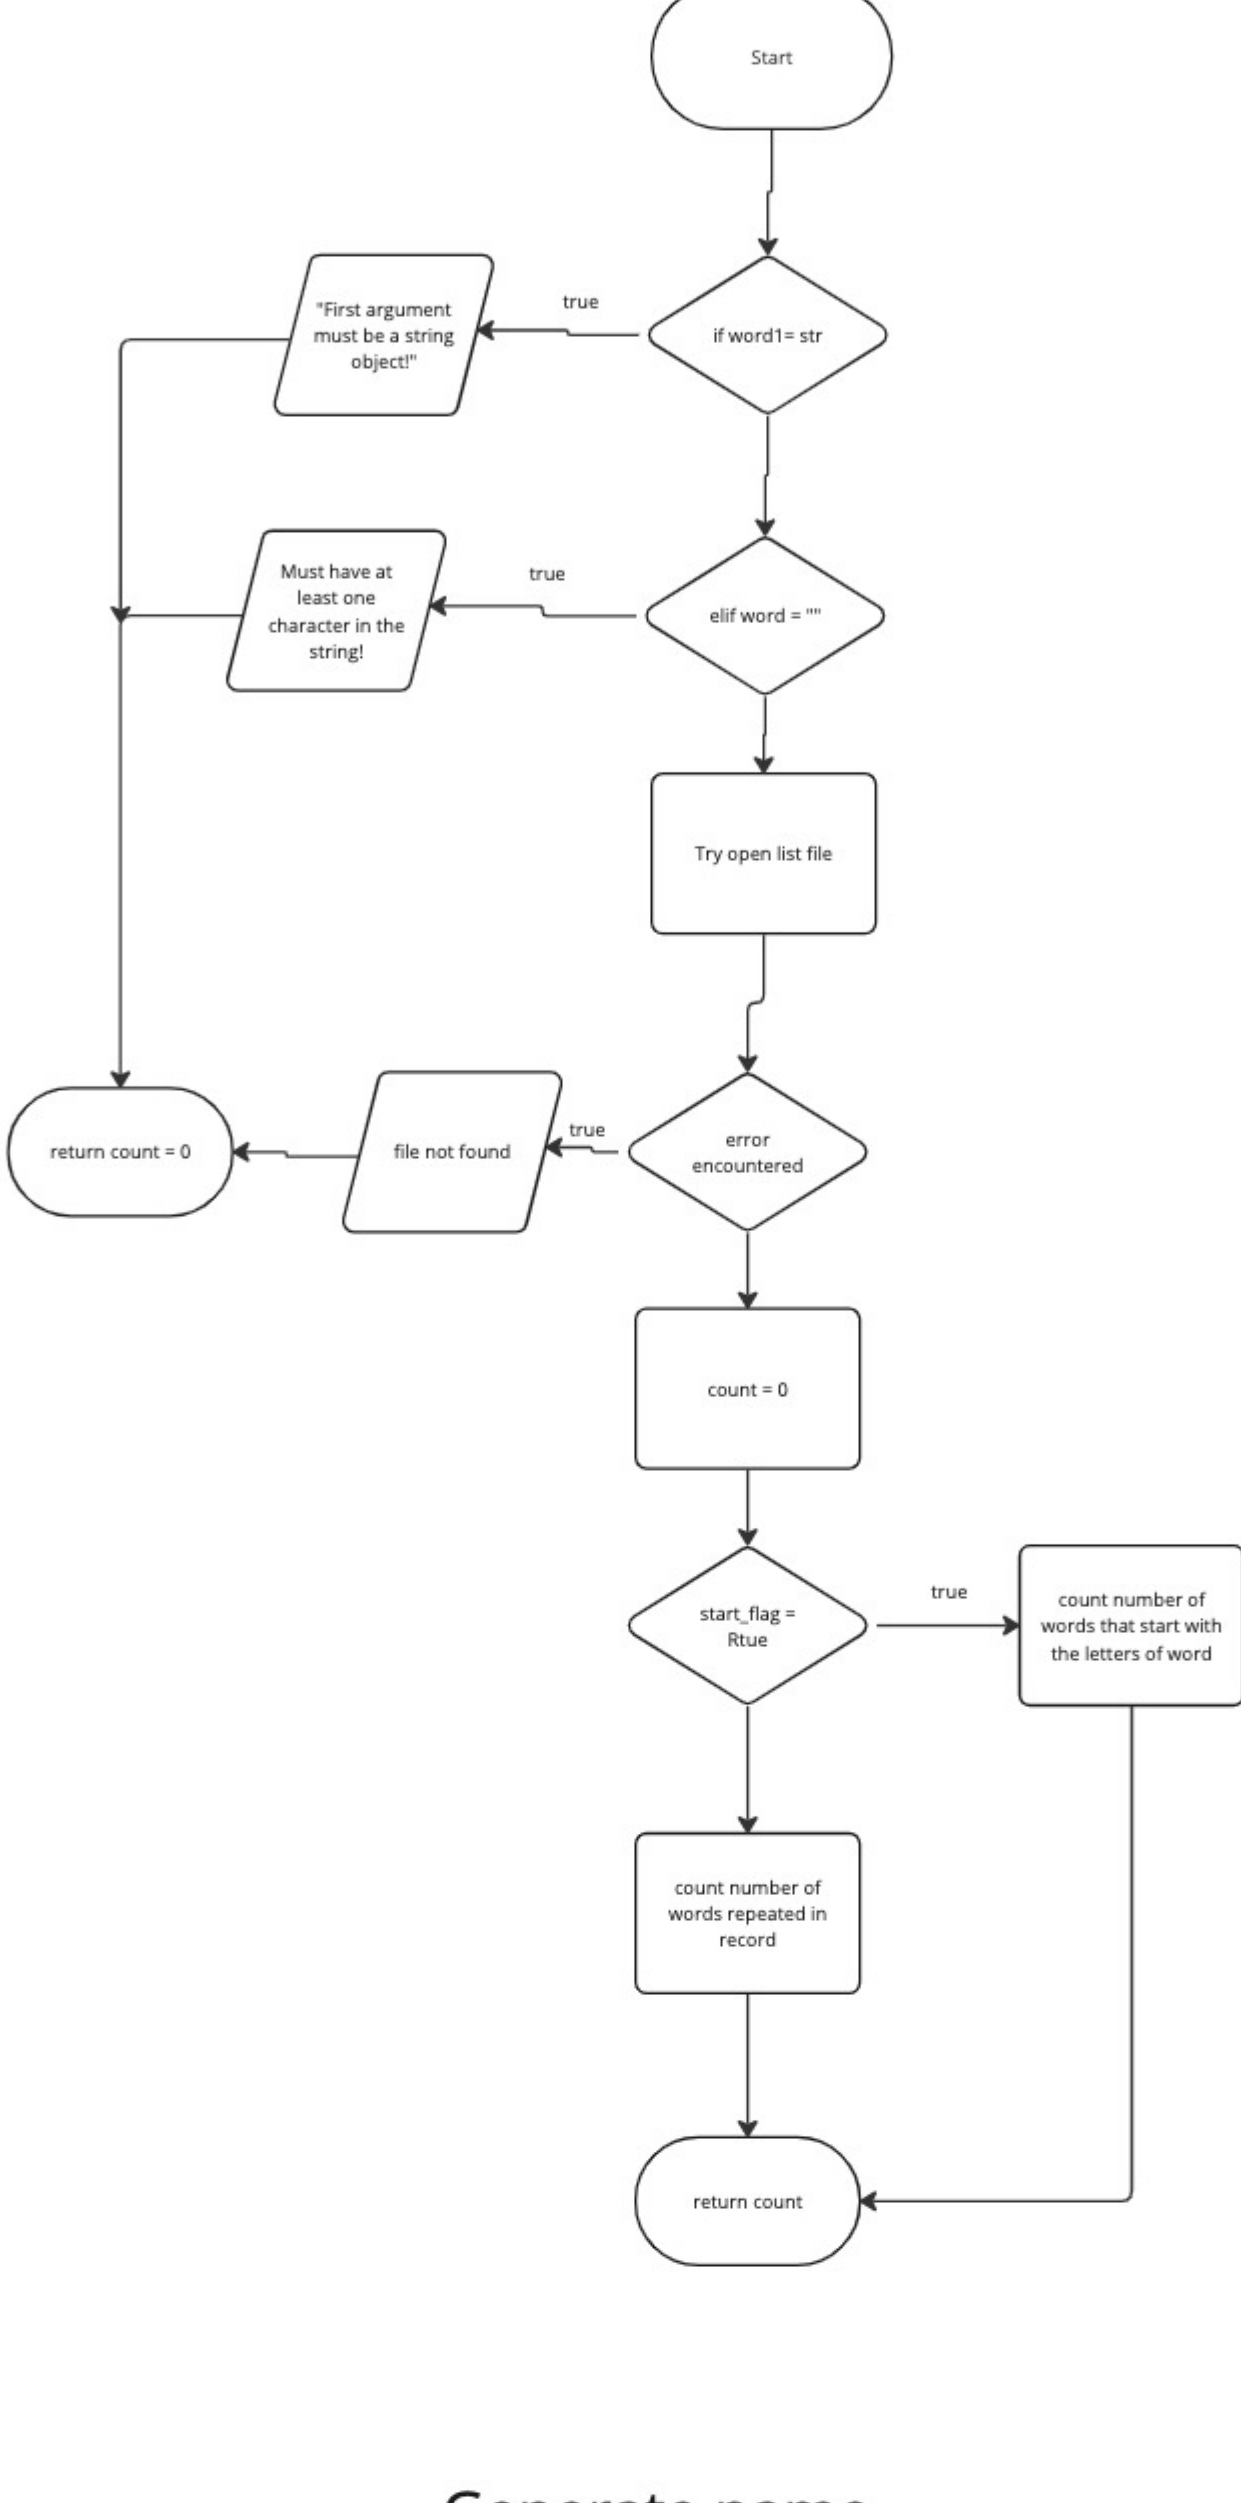 Start
true
"First argument
must be a string
object!"
if word1= str
true
Must have at
least one
character in the
string!
elif word = ""
Try open list file
true
error
encountered
file not found
return count = 0
count = 0
true
start_flag =
Rtue
count number of
words that start with
the letters of word
count number of
words repeated in
record
return count
Generate name